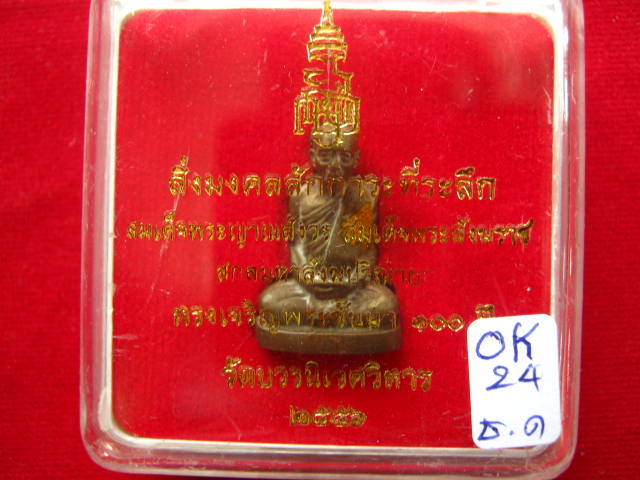 สิ่งมงคลสักการะที่ระลึก
สมเด็จพระญาณสังวร สมเด็จพระสังฆราช
สกลมหาสังฆปริณายก
ทรงเจริญพระชันษา ๑๐๐ ปี
วัดบวรนิเวศวิหาร
๒๕๕๖
OK
24
ธ.ด